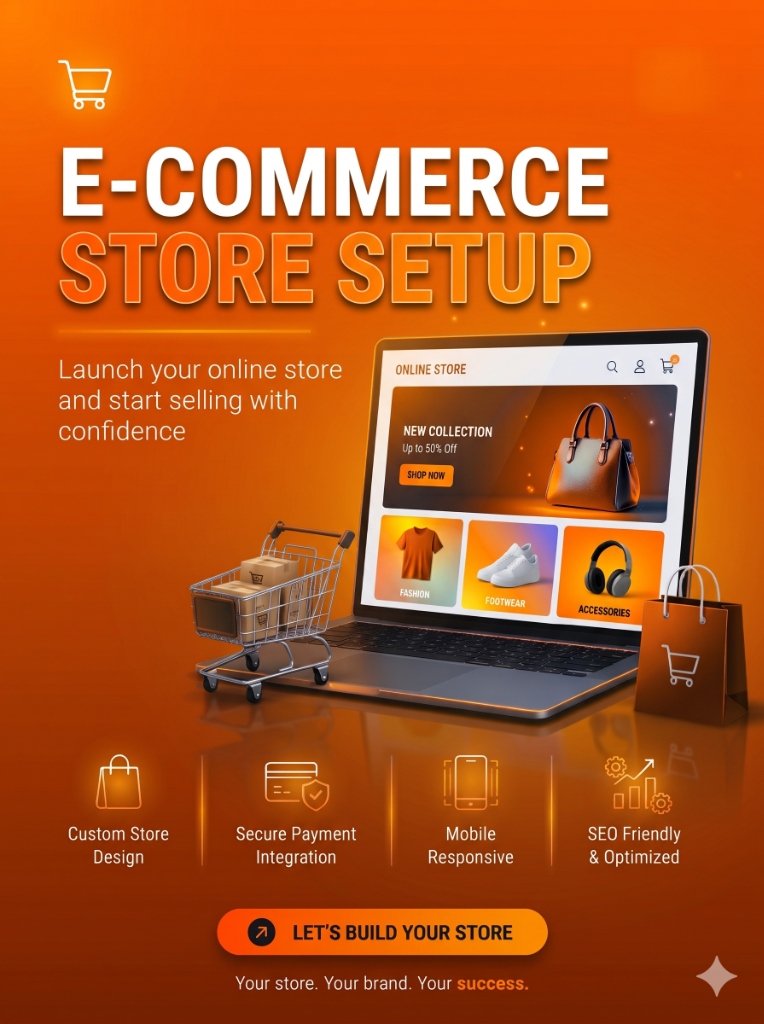 E-COMMERCE
STORE SETUP
Launch your online store
and start selling with
confidence
ONLINE STORE
NEW COLLECTION
Up to 50% Off
SHOP NOW
FASHION
FOOTWEAR
ACCESSORIES
Custom Store
Design
Secure Payment
Integration
Mobile
Responsive
SEO Friendly
& Optimized
LET'S BUILD YOUR STORE
Your store. Your brand. Your success.